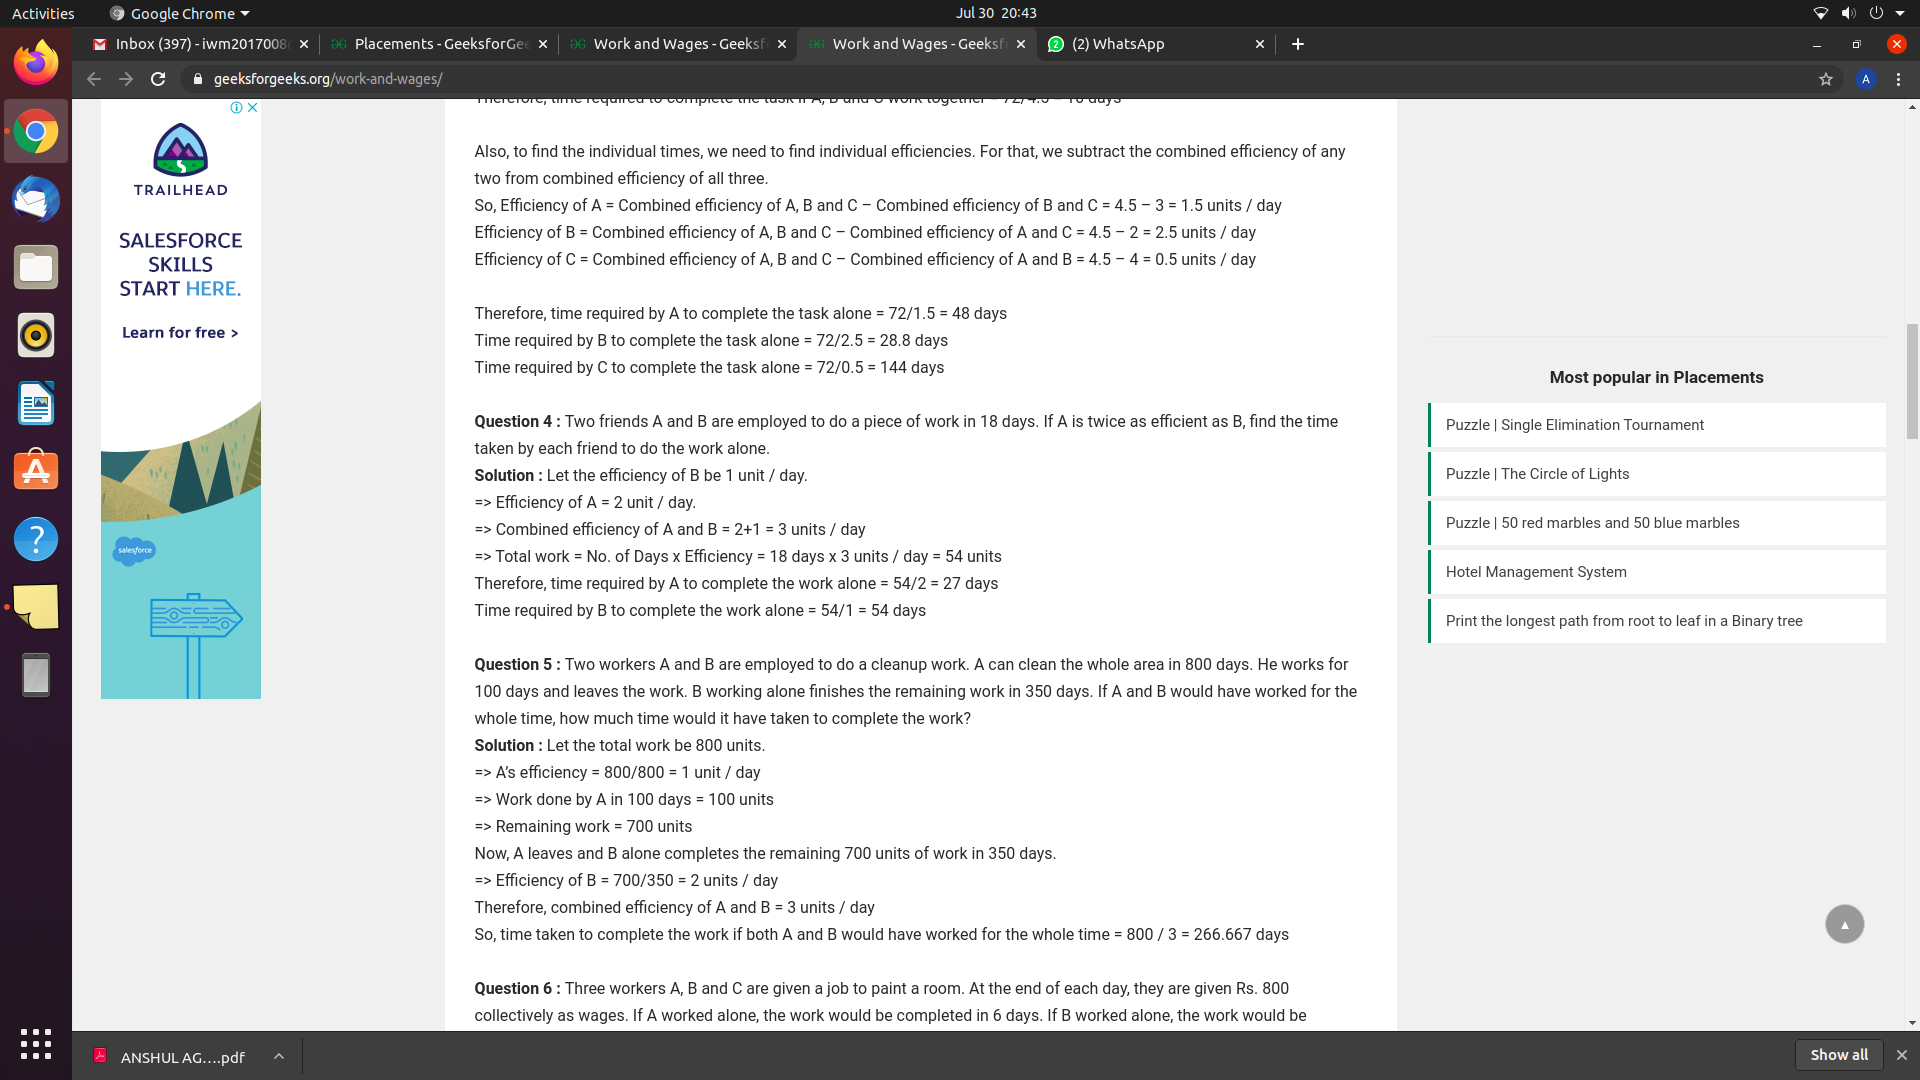 Activities
Google Chrome
Jul 30 20:43
Inbox (397) - iwm2017008
Placements - GeeksforGee
Work and Wages - Geeksf
Work and Wages - Geeksf
(2) WhatsApp
geeksforgeeks.org/work-and-wages/
A
Therefore, time required to complete the task if A, B and C work together = 72/4.5 = 16 days
Also, to find the individual times, we need to find individual efficiencies. For that, we subtract the combined efficiency of any
two from combined efficiency of all three.
So, Efficiency of A = Combined efficiency of A, B and C – Combined efficiency of B and C = 4.5 – 3 = 1.5 units / day
Efficiency of B = Combined efficiency of A, B and C – Combined efficiency of A and C = 4.5 – 2 = 2.5 units / day
Efficiency of C = Combined efficiency of A, B and C – Combined efficiency of A and B = 4.5 – 4 = 0.5 units / day
Therefore, time required by A to complete the task alone = 72/1.5 = 48 days
Time required by B to complete the task alone = 72/2.5 = 28.8 days
Time required by C to complete the task alone = 72/0.5 = 144 days
Question 4 : Two friends A and B are employed to do a piece of work in 18 days. If A is twice as efficient as B, find the time
taken by each friend to do the work alone.
Solution : Let the efficiency of B be 1 unit / day.
=> Efficiency of A = 2 unit / day.
=> Combined efficiency of A and B = 2+1 = 3 units / day
=> Total work = No. of Days x Efficiency = 18 days x 3 units / day = 54 units
Therefore, time required by A to complete the work alone = 54/2 = 27 days
Time required by B to complete the work alone = 54/1 = 54 days
Question 5 : Two workers A and B are employed to do a cleanup work. A can clean the whole area in 800 days. He works for
100 days and leaves the work. B working alone finishes the remaining work in 350 days. If A and B would have worked for the
whole time, how much time would it have taken to complete the work?
Solution : Let the total work be 800 units.
=> A’s efficiency = 800/800 = 1 unit / day
=> Work done by A in 100 days = 100 units
=> Remaining work = 700 units
Now, A leaves and B alone completes the remaining 700 units of work in 350 days.
=> Efficiency of B = 700/350 = 2 units / day
Therefore, combined efficiency of A and B = 3 units / day
So, time taken to complete the work if both A and B would have worked for the whole time = 800 / 3 = 266.667 days
Question 6 : Three workers A, B and C are given a job to paint a room. At the end of each day, they are given Rs. 800
collectively as wages. If A worked alone, the work would be completed in 6 days. If B worked alone, the work would be
TRAILHEAD
SALESFORCE
SKILLS
START HERE.
Learn for free >
salesforce
Most popular in Placements
Puzzle | Single Elimination Tournament
Puzzle | The Circle of Lights
Puzzle | 50 red marbles and 50 blue marbles
Hotel Management System
Print the longest path from root to leaf in a Binary tree
ANSHUL AG....pdf
Show all